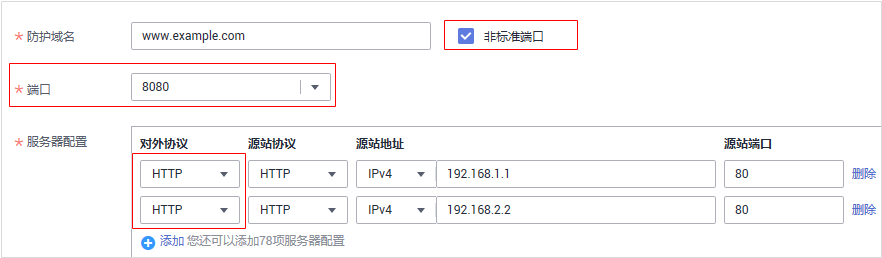 * 防护域名 www.example.com 非标准端口
* 端口 8080
* 服务器配置 对外协议 源站协议 源站地址 源站端口
HTTP HTTP IPv4 192.168.1.1 80 删除
HTTP HTTP IPv4 192.168.2.2 80 删除
添加 您还可以添加78项服务器配置